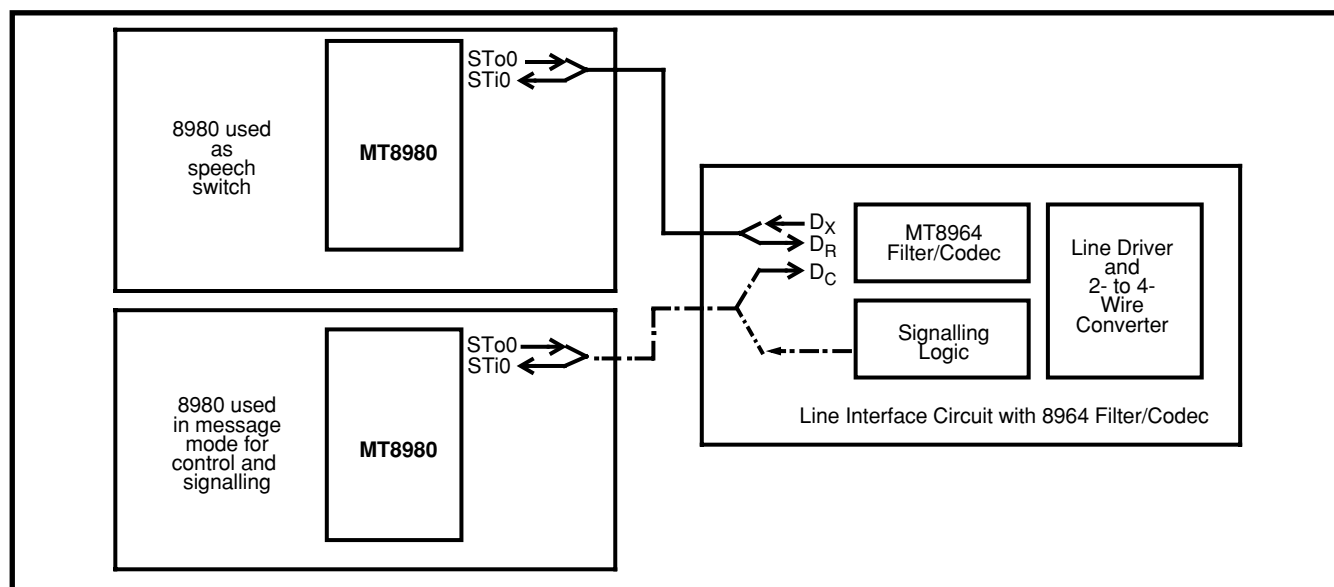 8980 used
as
speech
switch
MT8980
STo0
STi0
8980 used
in message
mode for
control and
signalling
MT8980
STo0
STi0
DX
DR
DC
MT8964
Filter/Codec
Signalling
Logic
Line Driver
and
2- to 4-
Wire
Converter
Line Interface Circuit with 8964 Filter/Codec